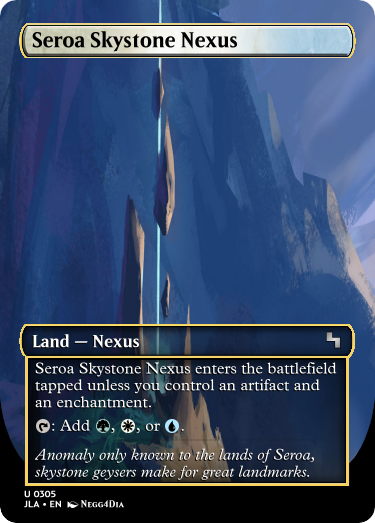 Seroa Skystone Nexus
Land — Nexus
Seroa Skystone Nexus enters the battlefield
tapped unless you control an artifact and
an enchantment.
: Add , , or .
Anomaly only known to the lands of Seroa,
skystone geysers make for great landmarks.
U 0305
JLA • EN Negg4Dia